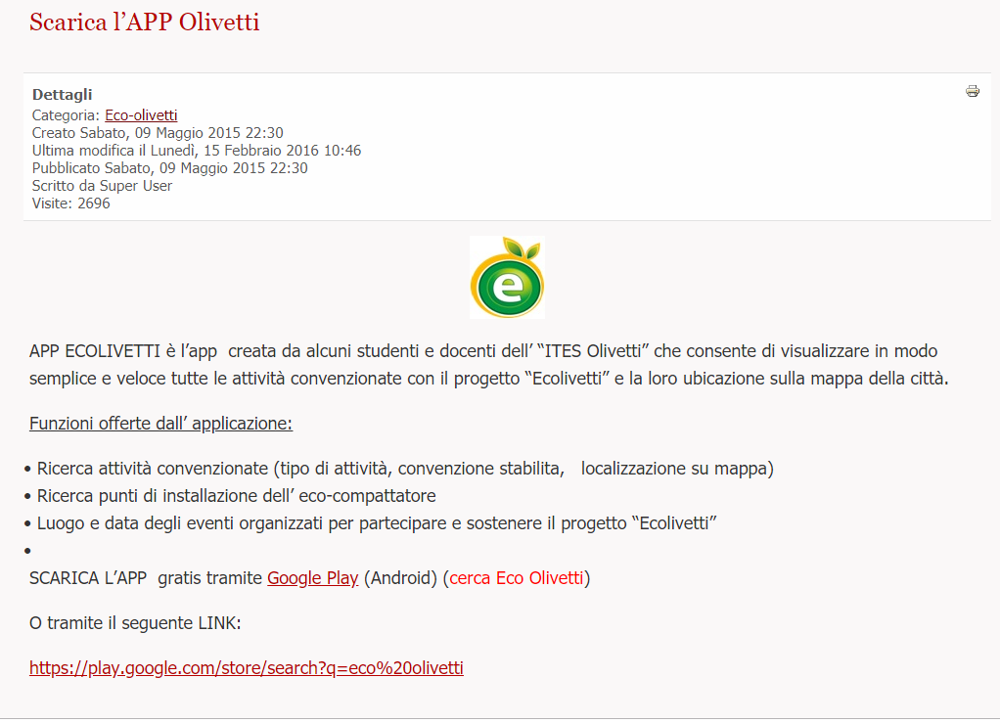 Scarica l’APP Olivetti
Dettagli
Categoria: Eco-olivetti
Creato Sabato, 09 Maggio 2015 22:30
Ultima modifica il Lunedì, 15 Febbraio 2016 10:46
Pubblicato Sabato, 09 Maggio 2015 22:30
Scritto da Super User
Visite: 2696
e
APP ECOLIVETTI è l’app  creata da alcuni studenti e docenti dell’ “ITES Olivetti” che consente di visualizzare in modo
semplice e veloce tutte le attività convenzionate con il progetto “Ecolivetti” e la loro ubicazione sulla mappa della città.
Funzioni offerte dall’ applicazione:
• Ricerca attività convenzionate (tipo di attività, convenzione stabilita,   localizzazione su mappa)
• Ricerca punti di installazione dell’ eco-compattatore
• Luogo e data degli eventi organizzati per partecipare e sostenere il progetto “Ecolivetti”
•
SCARICA L’APP  gratis tramite Google Play (Android) (cerca Eco Olivetti)
O tramite il seguente LINK:
https://play.google.com/store/search?q=eco%20olivetti